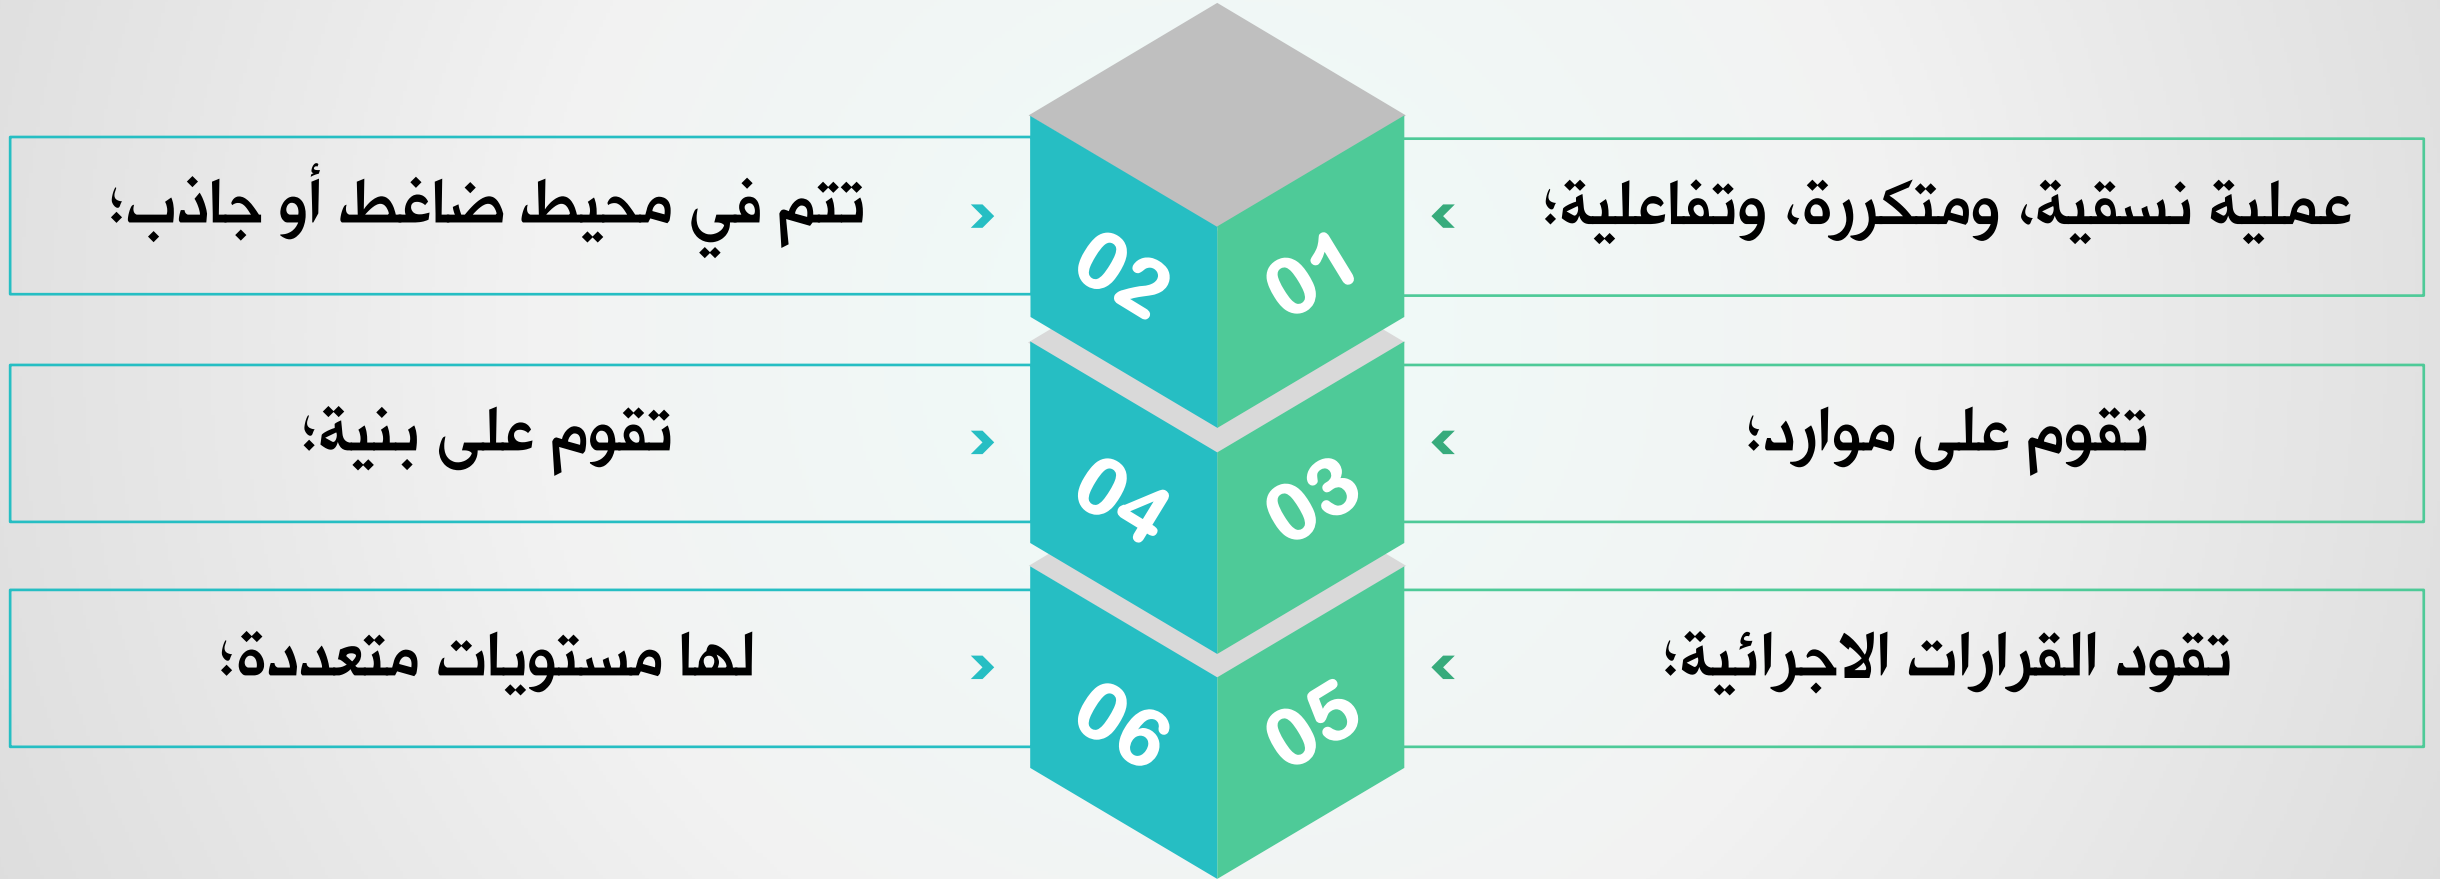 عملية نسقية، ومتكررة، وتفاعلية؛
01
02
تتم في محيط ضاغط أو جاذب؛
تقوم على موارد؛
03
04
تقوم على بنية؛
تقود القرارات الاجرائية؛
05
06
لها مستويات متعددة؛